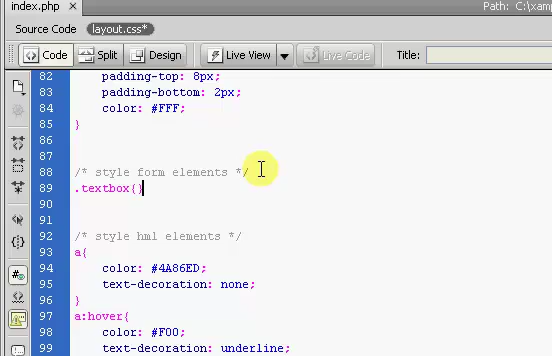 index.php × Path: C:\xam
Source Code layout.css*
Code Split Design Live View Live Code Title:
82 padding-top: 8px;
83 padding-bottom: 2px;
84 color: #FFF;
85 }
86
87
88 /* style form elements */
89 .textbox{}
90
91
92 /* style hml elements */
93 a{
94 color: #4A86ED;
95 text-decoration: none;
96 }
97 a:hover{
98 color: #F00;
99 text-decoration: underline;